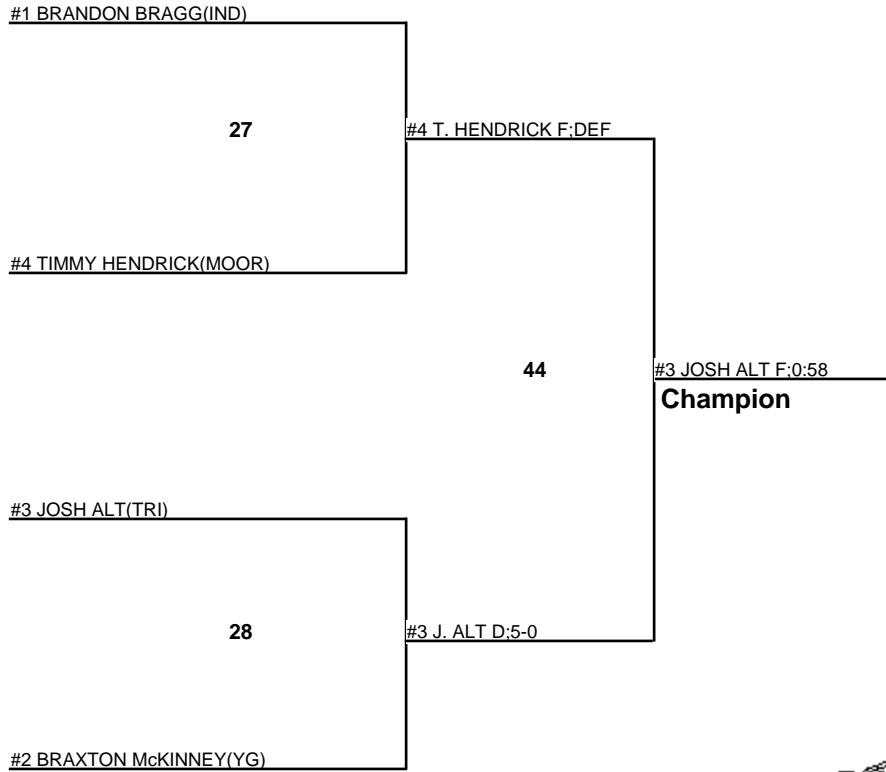 #1 BRANDON BRAGG(IND)
27
#4 T. HENDRICK F;DEF
#4 TIMMY HENDRICK(MOOR)
44
#3 JOSH ALT F;0:58
Champion
#3 JOSH ALT(TRI)
28
#3 J. ALT D;5-0
#2 BRAXTON McKINNEY(YG)